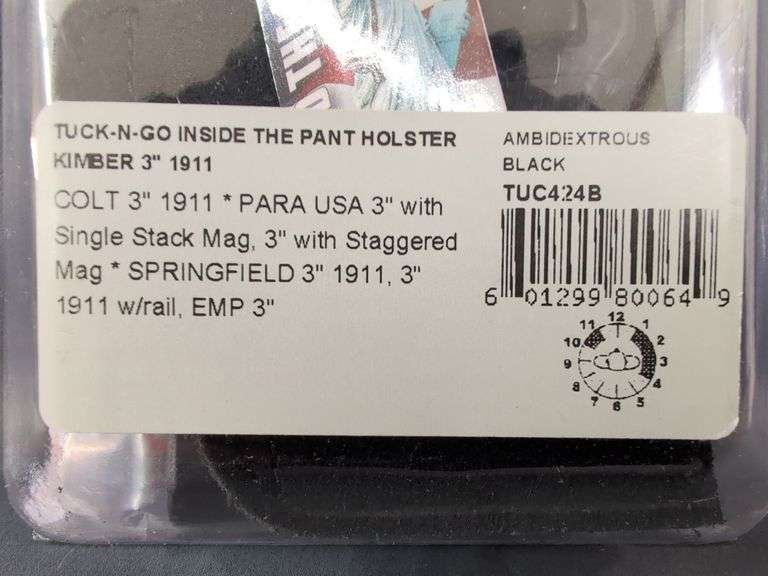 O THE
TUCK-N-GO INSIDE THE PANT HOLSTER
KIMBER 3" 1911
COLT 3" 1911 * PARA USA 3" with
Single Stack Mag, 3" with Staggered
Mag * SPRINGFIELD 3" 1911, 3"
1911 w/rail, EMP 3"
AMBIDEXTROUS
BLACK
TUC424B
6 01299 80064 9
12
11 1
10 2
9 3
8 4
7 6 5